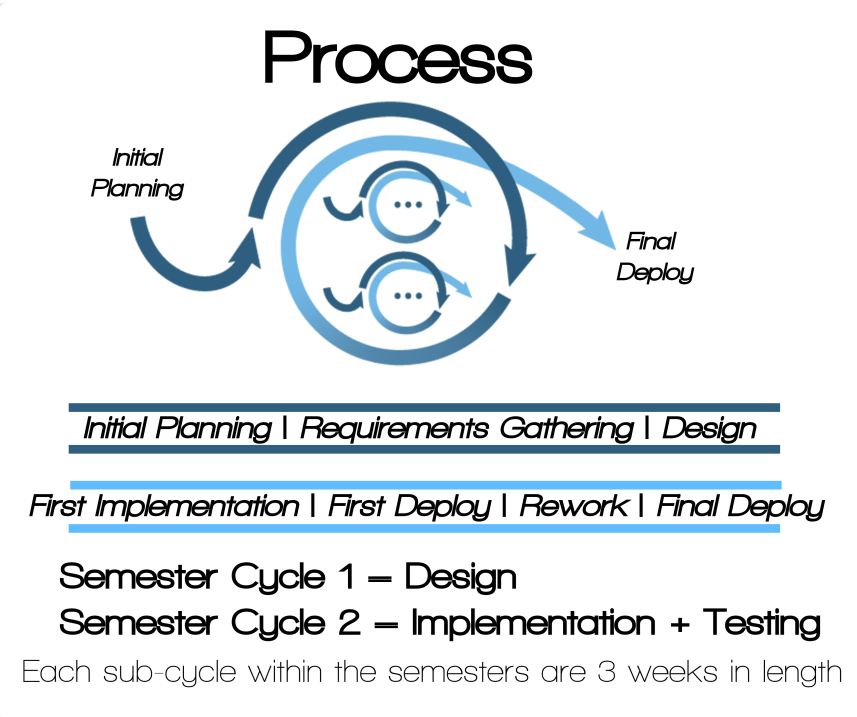 Process
Initial
Planning
Final
Deploy
Initial Planning | Requirements Gathering | Design
First Implementation | First Deploy | Rework | Final Deploy
Semester Cycle 1 = Design
Semester Cycle 2 = Implementation + Testing
Each sub-cycle within the semesters are 3 weeks in length